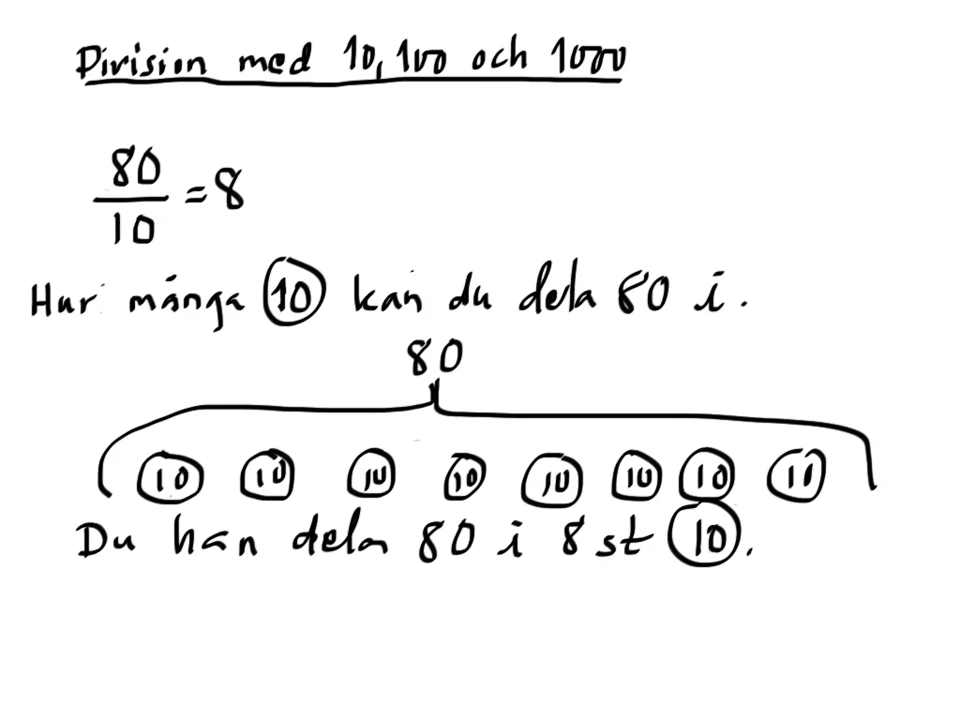 Division med 10, 100 och 1000
80
10
=8
Hur många 10 kan du dela 80 i.
80
10 10 10 10 10 10 10 10
Du kan dela 80 i 8 st 10.